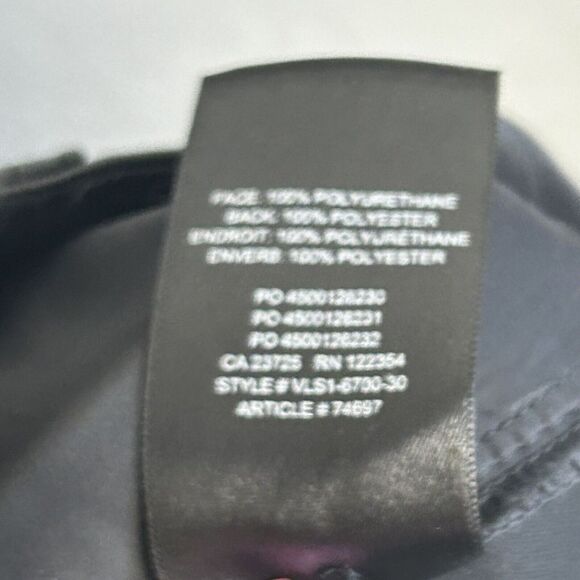 FACE: 100% POLYURETHANE
BACK: 100% POLYESTER
ENDROIT: 100% POLYURÉTHANE
ENVERS: 100% POLYESTER
PO 4500126230
PO 4500126231
PO 4500126232
CA 23725 RN 122354
STYLE # VLS1-6700-30
ARTICLE # 74697